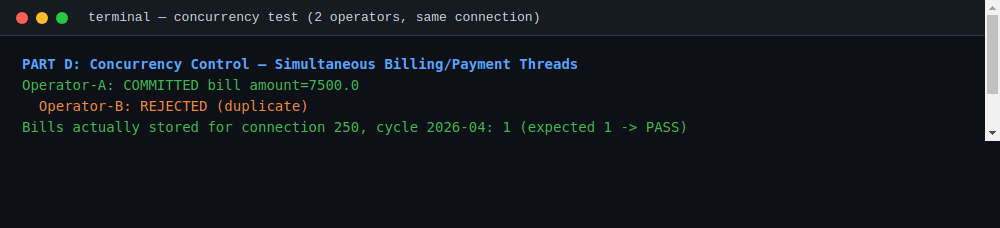 terminal — concurrency test (2 operators, same connection)
PART D: Concurrency Control — Simultaneous Billing/Payment Threads
Operator-A: COMMITTED bill amount=7500.0
Operator-B: REJECTED (duplicate)
Bills actually stored for connection 250, cycle 2026-04: 1 (expected 1 -> PASS)